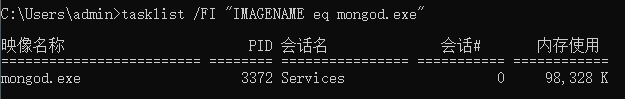 C:\Users\admin>tasklist /FI "IMAGENAME eq mongod.exe"
映像名称                       PID 会话名              会话#       内存使用
========================= ======== ================ =========== ============
mongod.exe                    3372 Services                   0     98,328 K